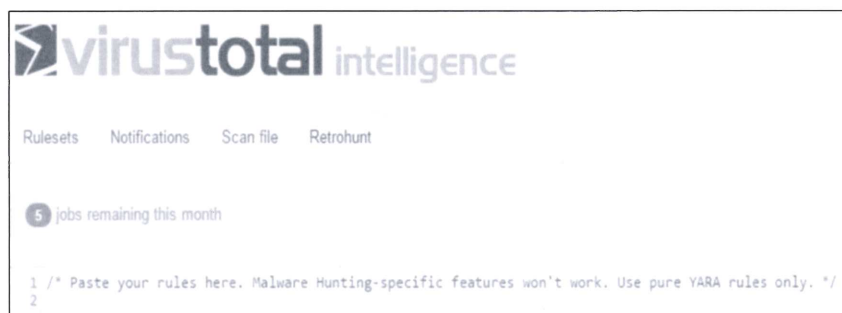 virustotal intelligence
Rulesets Notifications Scan file Retrohunt
5 jobs remaining this month
1 /* Paste your rules here. Malware Hunting-specific features won't work. Use pure YARA rules only. */
2